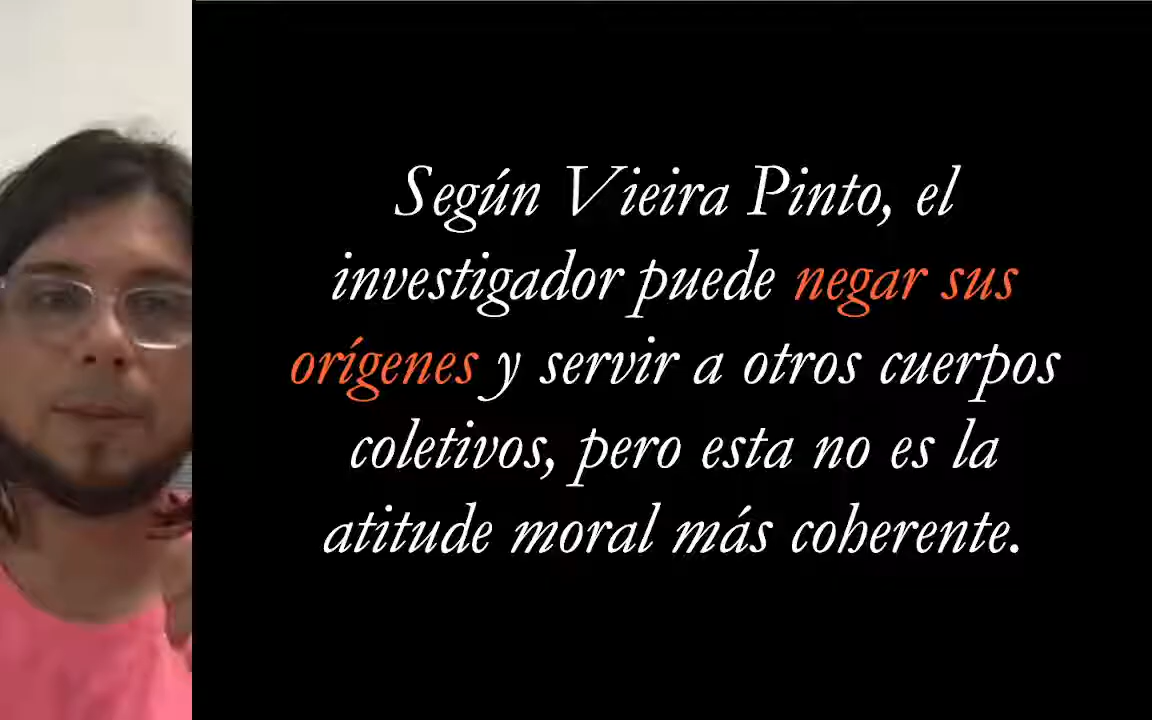 Según Vieira Pinto, el
investigador puede negar sus
orígenes y servir a otros cuerpos
coletivos, pero esta no es la
atitude moral más coherente.